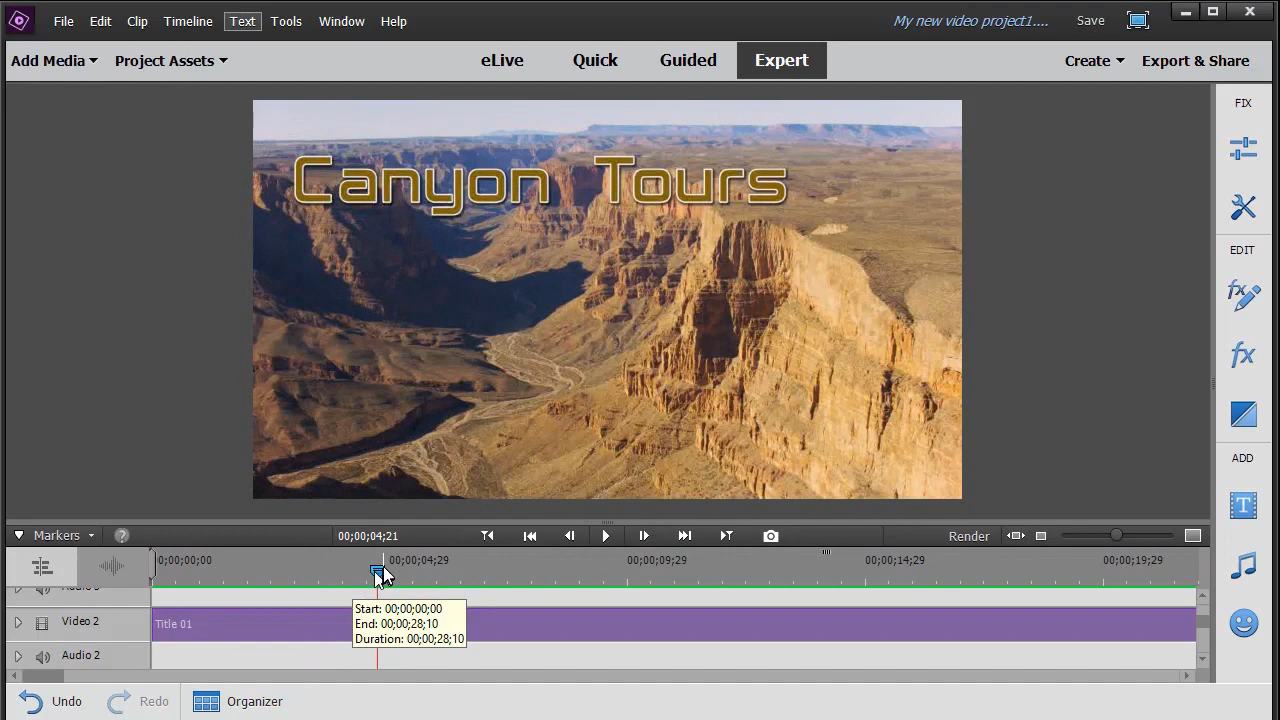 File Edit Clip Timeline Text Tools Window Help My new video project1.... Save
Add Media Project Assets eLive Quick Guided Expert Create Export & Share
FIX
Canyon Tours
EDIT
fx
fx
ADD
T
Markers ? 00;00;04;21 Render
0;00;00;00 00;00;04;29 00;00;09;29 00;00;14;29 00;00;19;29
Start: 00;00;00;00
End: 00;00;28;10
Duration: 00;00;28;10
Video 2 Title 01
Audio 2
Undo Redo Organizer